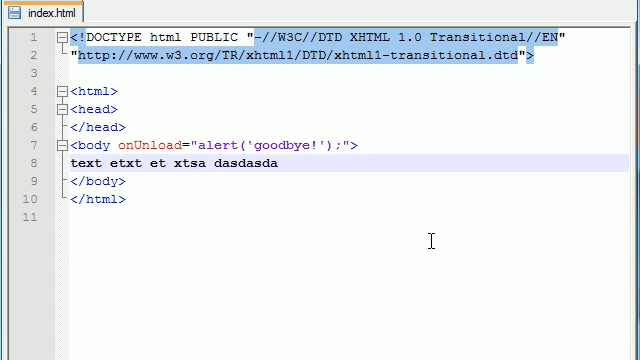 index.html
1 <!DOCTYPE html PUBLIC "-//W3C//DTD XHTML 1.0 Transitional//EN"
2 "http://www.w3.org/TR/xhtml1/DTD/xhtml1-transitional.dtd">
3
4 <html>
5 <head>
6 </head>
7 <body onUnload="alert('goodbye!');">
8 text etxt et xtsa dasdasda
9 </body>
10 </html>
11